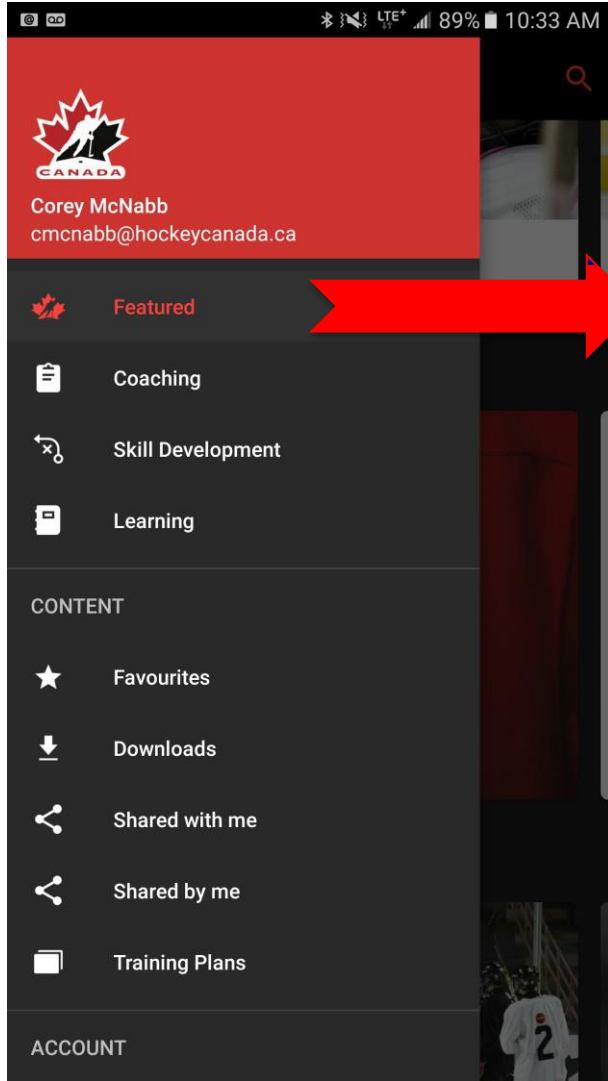 89% 10:33 AM
LTE+
CANADA
Corey McNabb
cmcnabb@hockeycanada.ca
Featured
Coaching
Skill Development
Learning
CONTENT
Favourites
Downloads
Shared with me
Shared by me
Training Plans
ACCOUNT
2